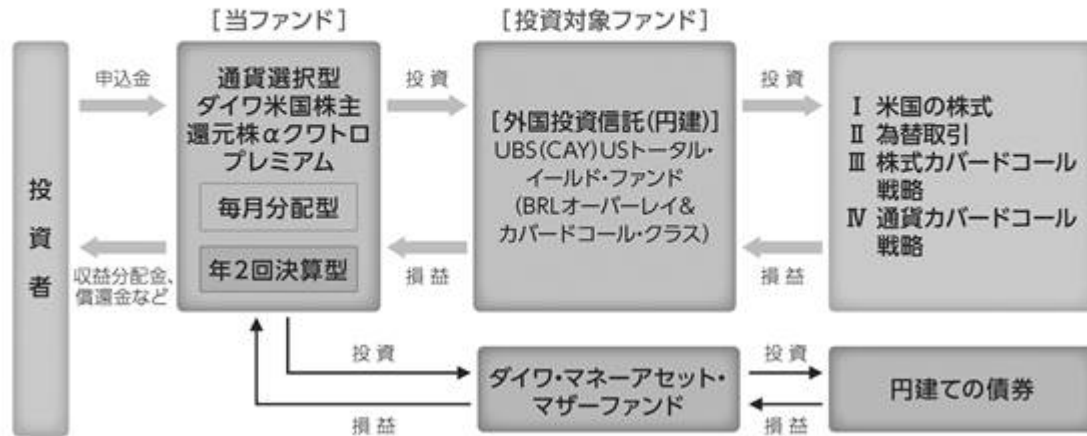 [当ファンド]
[投資対象ファンド]
投資者
申込金
収益分配金、
償還金など
通貨選択型
ダイワ米国株主
還元株αクワトロ
プレミアム
毎月分配型
年2回決算型
投資
損益
[外国投資信託(円建)]
UBS(CAY)USトータル・
イールド・ファンド
(BRLオーバーレイ&
カバードコール・クラス)
投資
損益
Ⅰ 米国の株式
Ⅱ 為替取引
Ⅲ 株式カバードコール
戦略
Ⅳ 通貨カバードコール
戦略
投資
損益
ダイワ・マネーアセット・
マザーファンド
投資
損益
円建ての債券